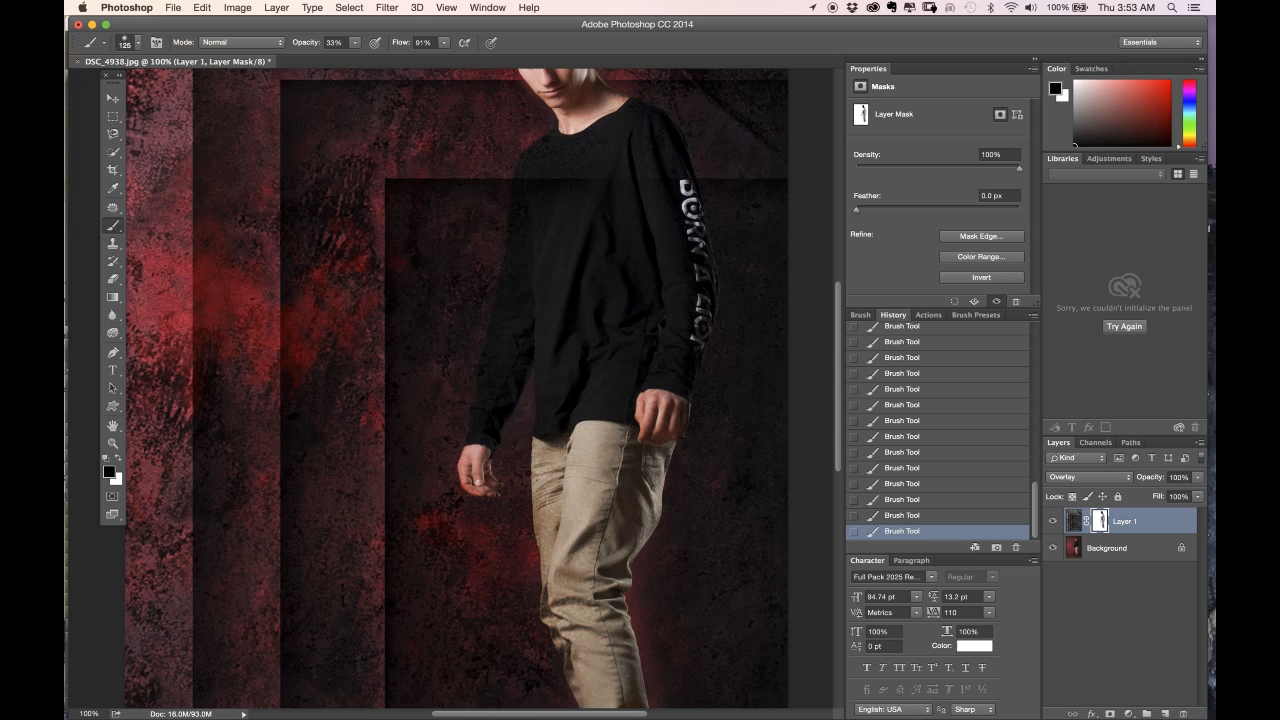 Photoshop File Edit Image Layer Type Select Filter 3D View Window Help 100% Thu 3:53 AM
Adobe Photoshop CC 2014
125 Mode: Normal Opacity: 33% Flow: 91% Essentials
DSC_4938.jpg @ 100% (Layer 1, Layer Mask/8) *
Properties
Masks
Layer Mask
Density: 100%
Feather: 0.0 px
Refine: Mask Edge...
Color Range...
Invert
Color Swatches
Libraries Adjustments Styles
Sorry, we couldn't initialize the panel
Try Again
Brush History Actions Brush Presets
Brush Tool
Brush Tool
Brush Tool
Brush Tool
Brush Tool
Brush Tool
Brush Tool
Brush Tool
Brush Tool
Brush Tool
Brush Tool
Brush Tool
Brush Tool
Brush Tool
Character Paragraph
Full Pack 2025 Re... Regular
94.74 pt 13.2 pt
Metrics 110
100% 100%
0 pt Color:
English: USA Sharp
Layers Channels Paths
Kind
Overlay Opacity: 100%
Lock: Fill: 100%
Layer 1
Background
BORN A
100% Doc: 16.0M/93.0M